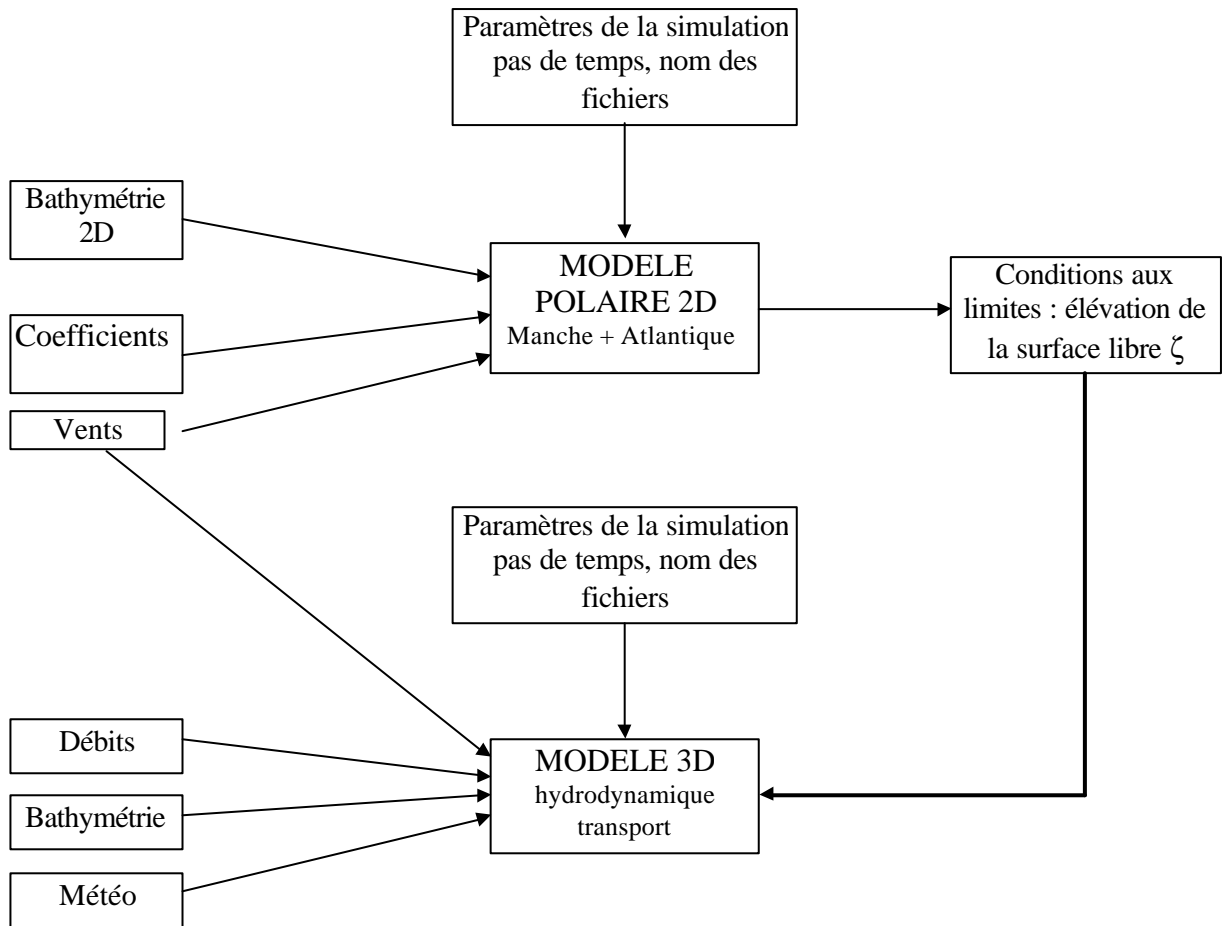 Paramètres de la simulation
pas de temps, nom des
fichiers
Bathymétrie
2D
MODELE
POLAIRE 2D
Manche + Atlantique
Conditions aux
limites : élévation de
la surface libre ζ
Coefficients
Vents
Paramètres de la simulation
pas de temps, nom des
fichiers
Débits
MODELE 3D
hydrodynamique
transport
Bathymétrie
Météo